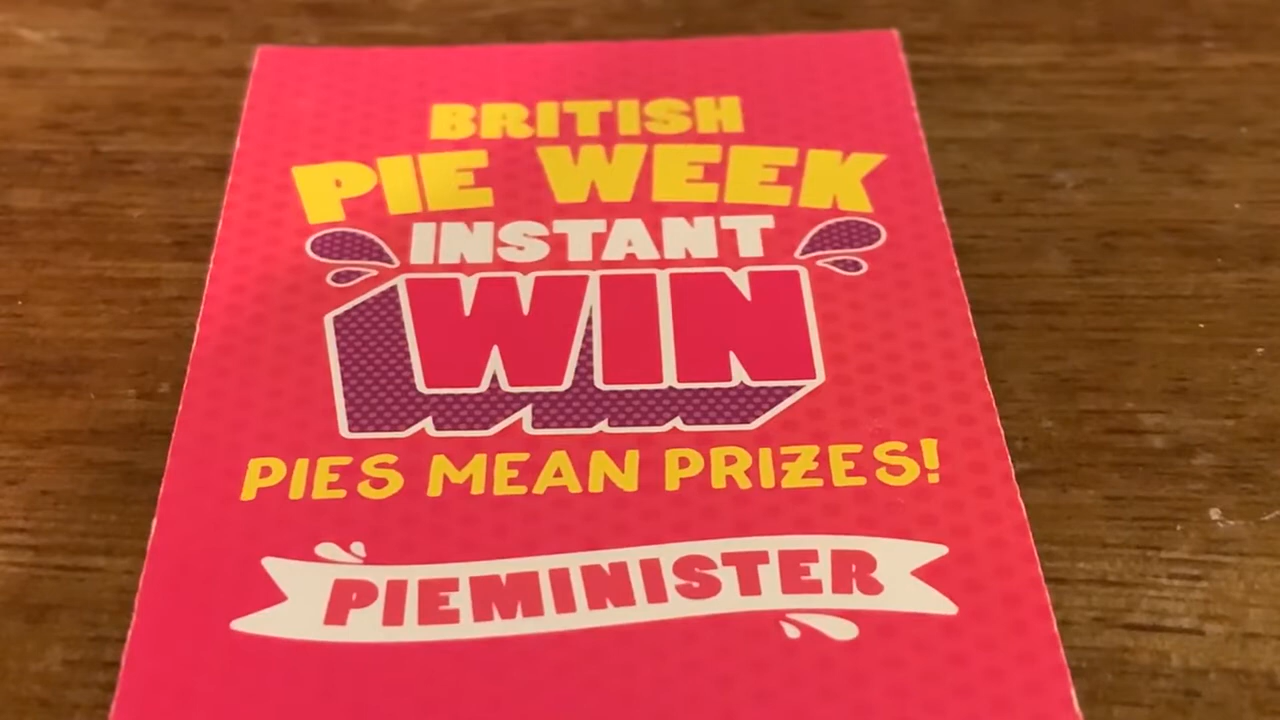 BRITISH
PIE WEEK
INSTANT
WIN
PIES MEAN PRIZES!
PIEMINISTER